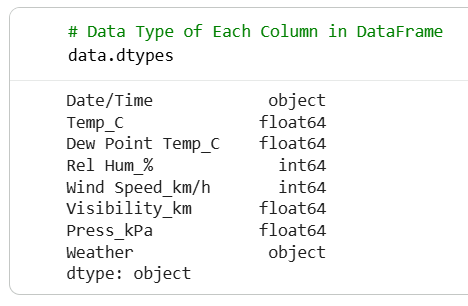 # Data Type of Each Column in DataFrame
data.dtypes
Date/Time object
Temp_C float64
Dew Point Temp_C float64
Rel Hum_% int64
Wind Speed_km/h int64
Visibility_km float64
Press_kPa float64
Weather object
dtype: object